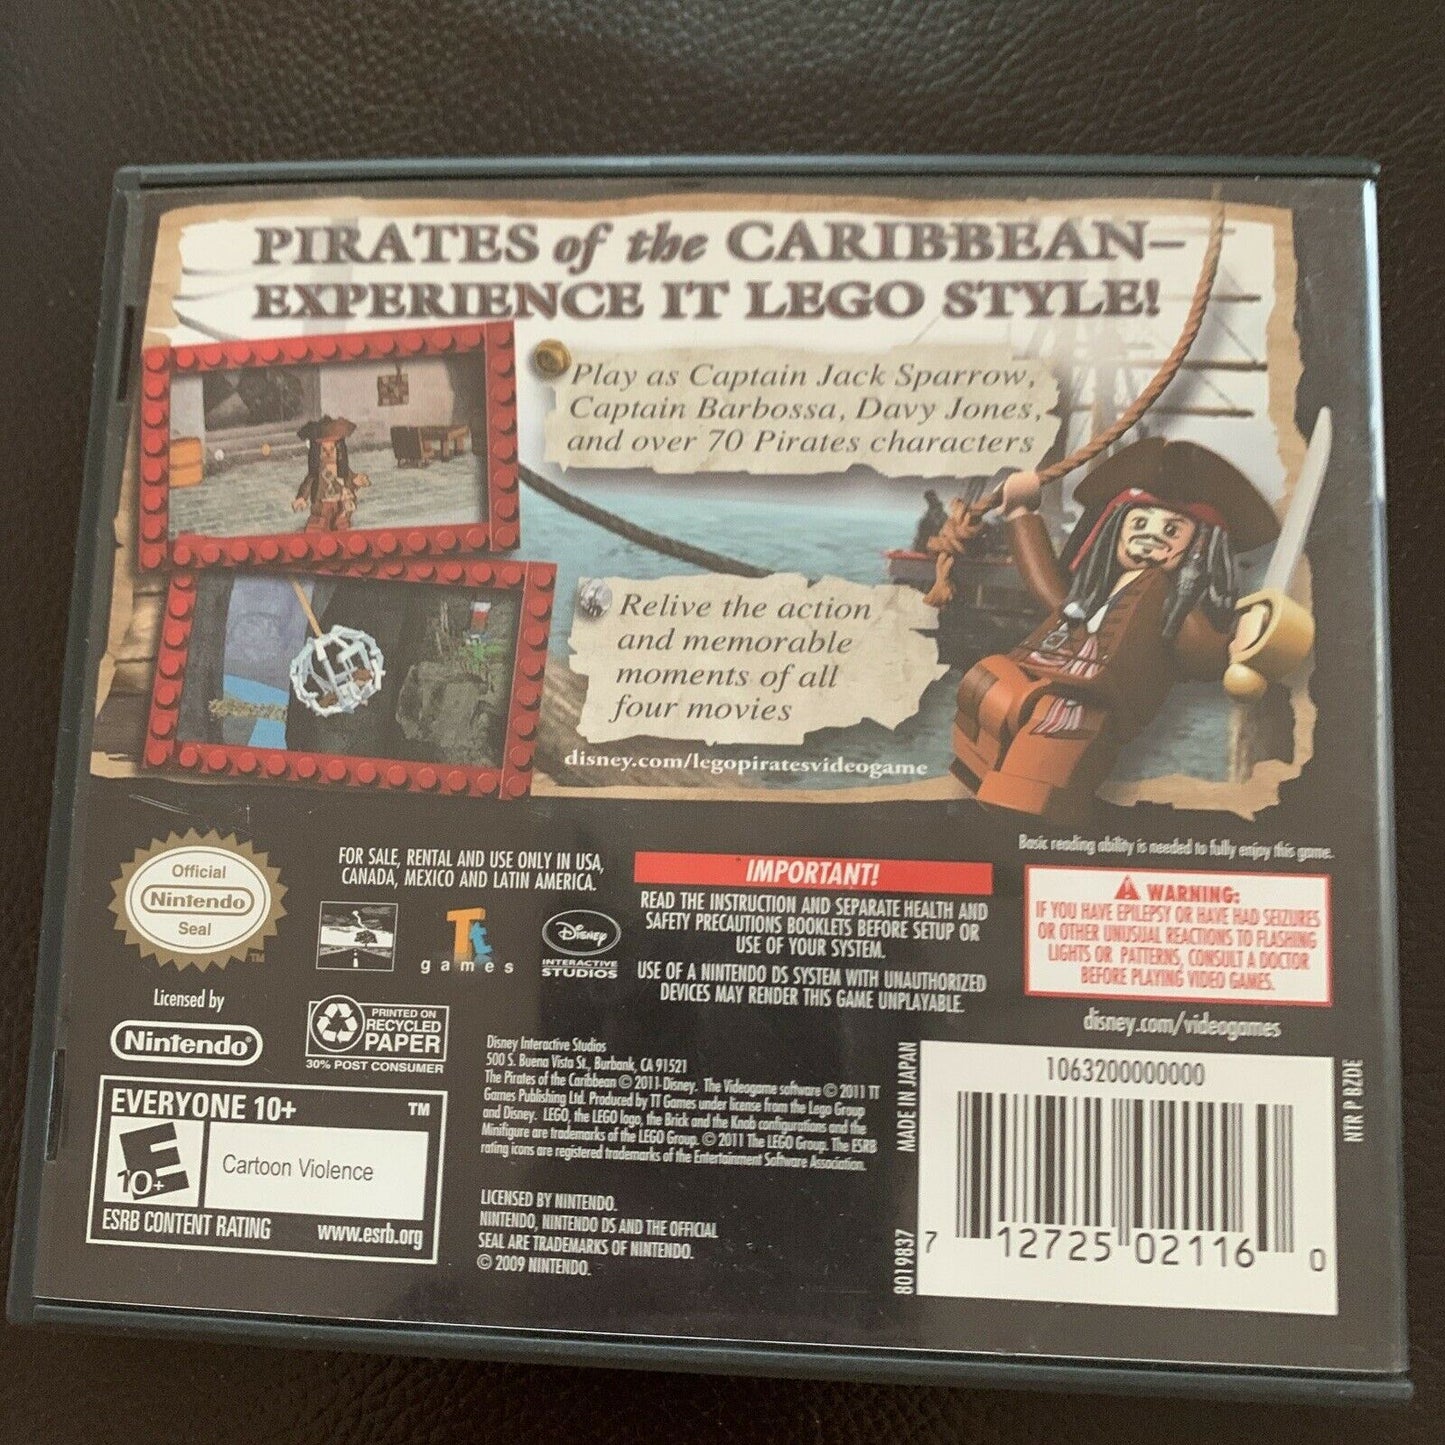 PIRATES of the CARIBBEAN–
EXPERIENCE IT LEGO STYLE!
Play as Captain Jack Sparrow,
Captain Barbossa, Davy Jones,
and over 70 Pirates characters
Relive the action
and memorable
moments of all
four movies
disney.com/legopiratesvideogame
Official
Nintendo
Seal
TM
Licensed by
Nintendo®
FOR SALE, RENTAL AND USE ONLY IN USA,
CANADA, MEXICO AND LATIN AMERICA.
Tt
games
Disney
INTERACTIVE
STUDIOS
PRINTED ON
RECYCLED
PAPER
30% POST CONSUMER
IMPORTANT!
READ THE INSTRUCTION AND SEPARATE HEALTH AND
SAFETY PRECAUTIONS BOOKLETS BEFORE SETUP OR
USE OF YOUR SYSTEM.
USE OF A NINTENDO DS SYSTEM WITH UNAUTHORIZED
DEVICES MAY RENDER THIS GAME UNPLAYABLE.
Basic reading ability is needed to fully enjoy this game.
WARNING:
IF YOU HAVE EPILEPSY OR HAVE HAD SEIZURES
OR OTHER UNUSUAL REACTIONS TO FLASHING
LIGHTS OR PATTERNS, CONSULT A DOCTOR
BEFORE PLAYING VIDEO GAMES.
disney.com/videogames
EVERYONE 10+ TM
E
10+
Cartoon Violence
ESRB CONTENT RATING www.esrb.org
Disney Interactive Studios
500 S. Buena Vista St., Burbank, CA 91521
The Pirates of the Caribbean © 2011 Disney. The Videogame software © 2011 TT
Games Publishing Ltd. Produced by TT Games under license from the Lego Group
and Disney. LEGO, the LEGO logo, the Brick and the Knob configurations and the
Minifigure are trademarks of the LEGO Group. © 2011 The LEGO Group. The ESRB
rating icons are registered trademarks of the Entertainment Software Association.
LICENSED BY NINTENDO.
NINTENDO, NINTENDO DS AND THE OFFICIAL
SEAL ARE TRADEMARKS OF NINTENDO.
© 2009 NINTENDO.
MADE IN JAPAN
8019837
1063200000000
7 12725 02116 0
NTR P BZDE